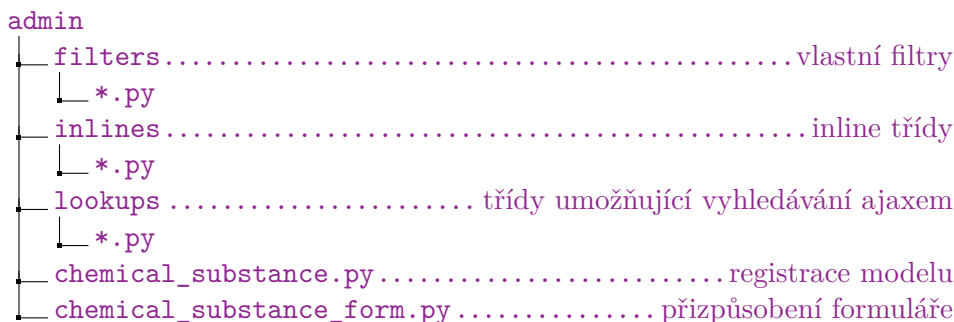 admin
filters......................................................vlastní filtry
*.py
inlines......................................................inline třídy
*.py
lookups ....................... třídy umožňující vyhledávání ajaxem
*.py
chemical_substance.py..........................registrace modelu
chemical_substance_form.py...............přizpůsobení formuláře